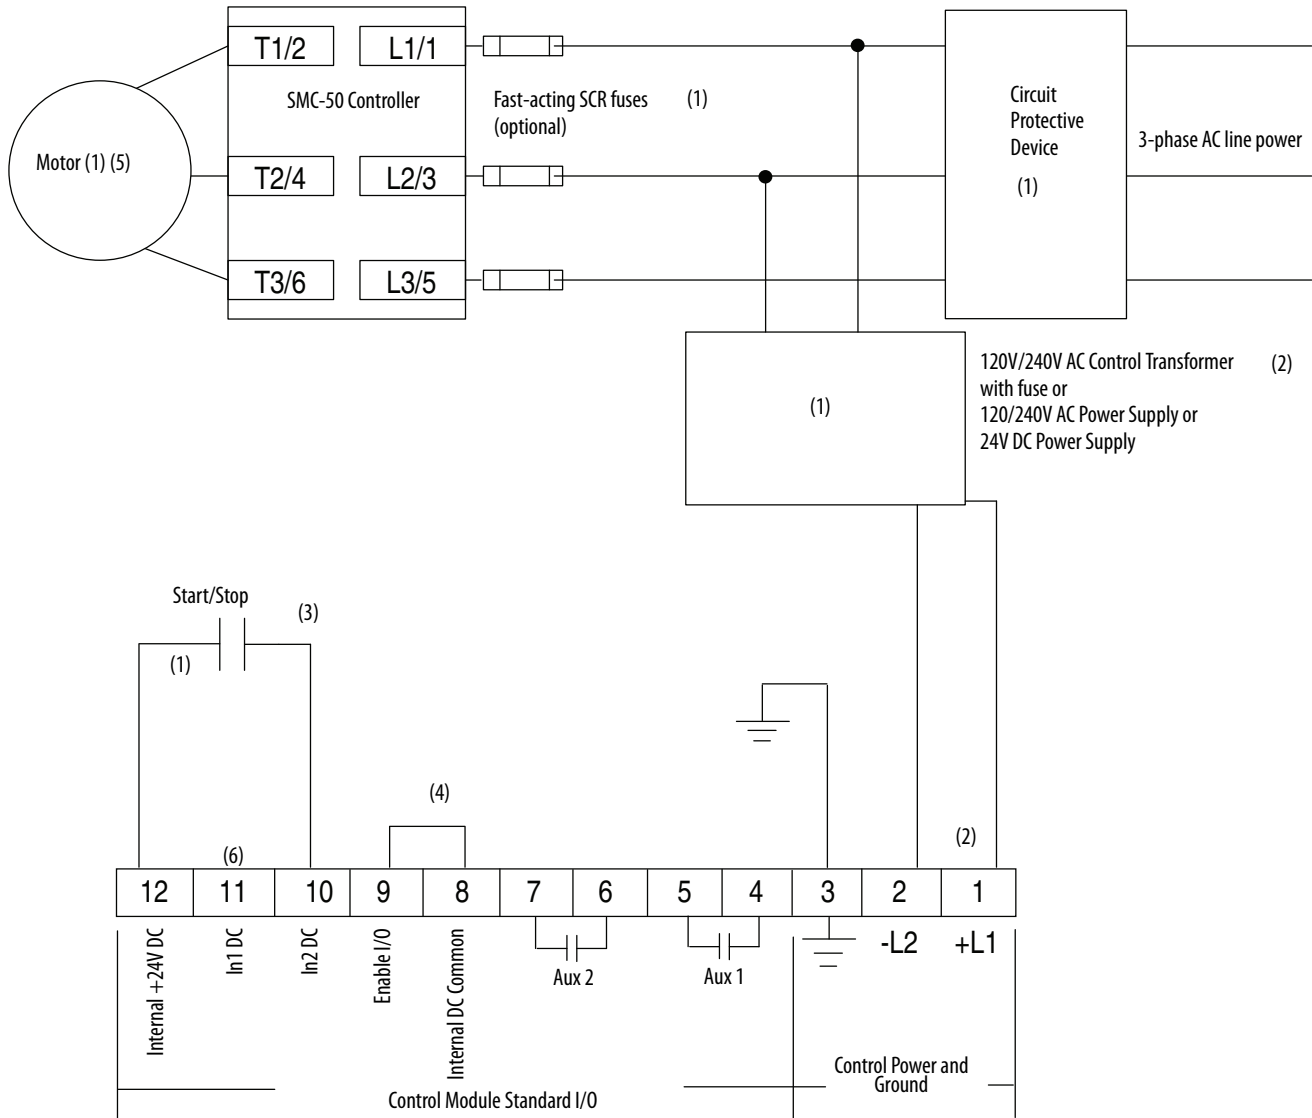 T1/2 L1/1
SMC-50 Controller
Fast-acting SCR fuses (1)
(optional)
Circuit
Protective
Device
(1)
3-phase AC line power
Motor (1) (5)
T2/4 L2/3
T3/6 L3/5
(1)
120V/240V AC Control Transformer (2)
with fuse or
120/240V AC Power Supply or
24V DC Power Supply
Start/Stop
(3)
(1)
(4)
(6)
(2)
12 11 10 9 8 7 6 5 4 3 2 1
Internal +24V DC
In1 DC
In2 DC
Enable I/O
Internal DC Common
Aux 2
Aux 1
-L2
+L1
Control Module Standard I/O
Control Power and
Ground